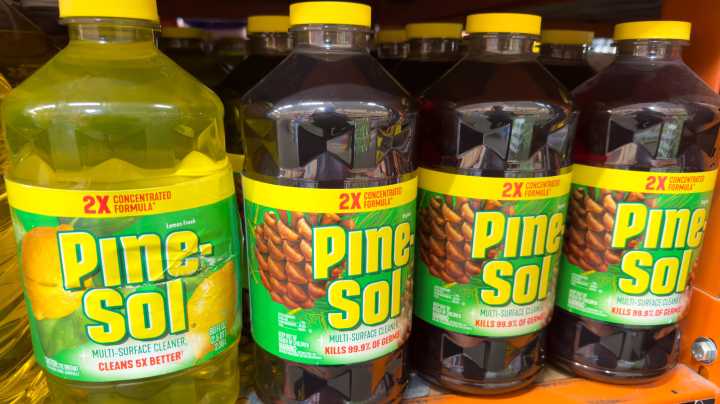 2X CONCENTRATED
FORMULA*
Lemon Fresh
Pine-
Sol
MULTI-SURFACE CLEANER
CLEANS 5X BETTER†
2X CONCENTRATED
FORMULA*
Original
Pine-
Sol
MULTI-SURFACE CLEANER
KILLS 99.9% OF GERMS
2X CONCENTRATED
FORMULA*
Pine-
Sol
MULTI-SURFACE CLEANER
KILLS 99.9% OF GERMS
2X CONCENTRATED
FORMULA*
Pine-
Sol
MULTI-SURFACE CLEANER
KILLS 99.9% OF GERMS